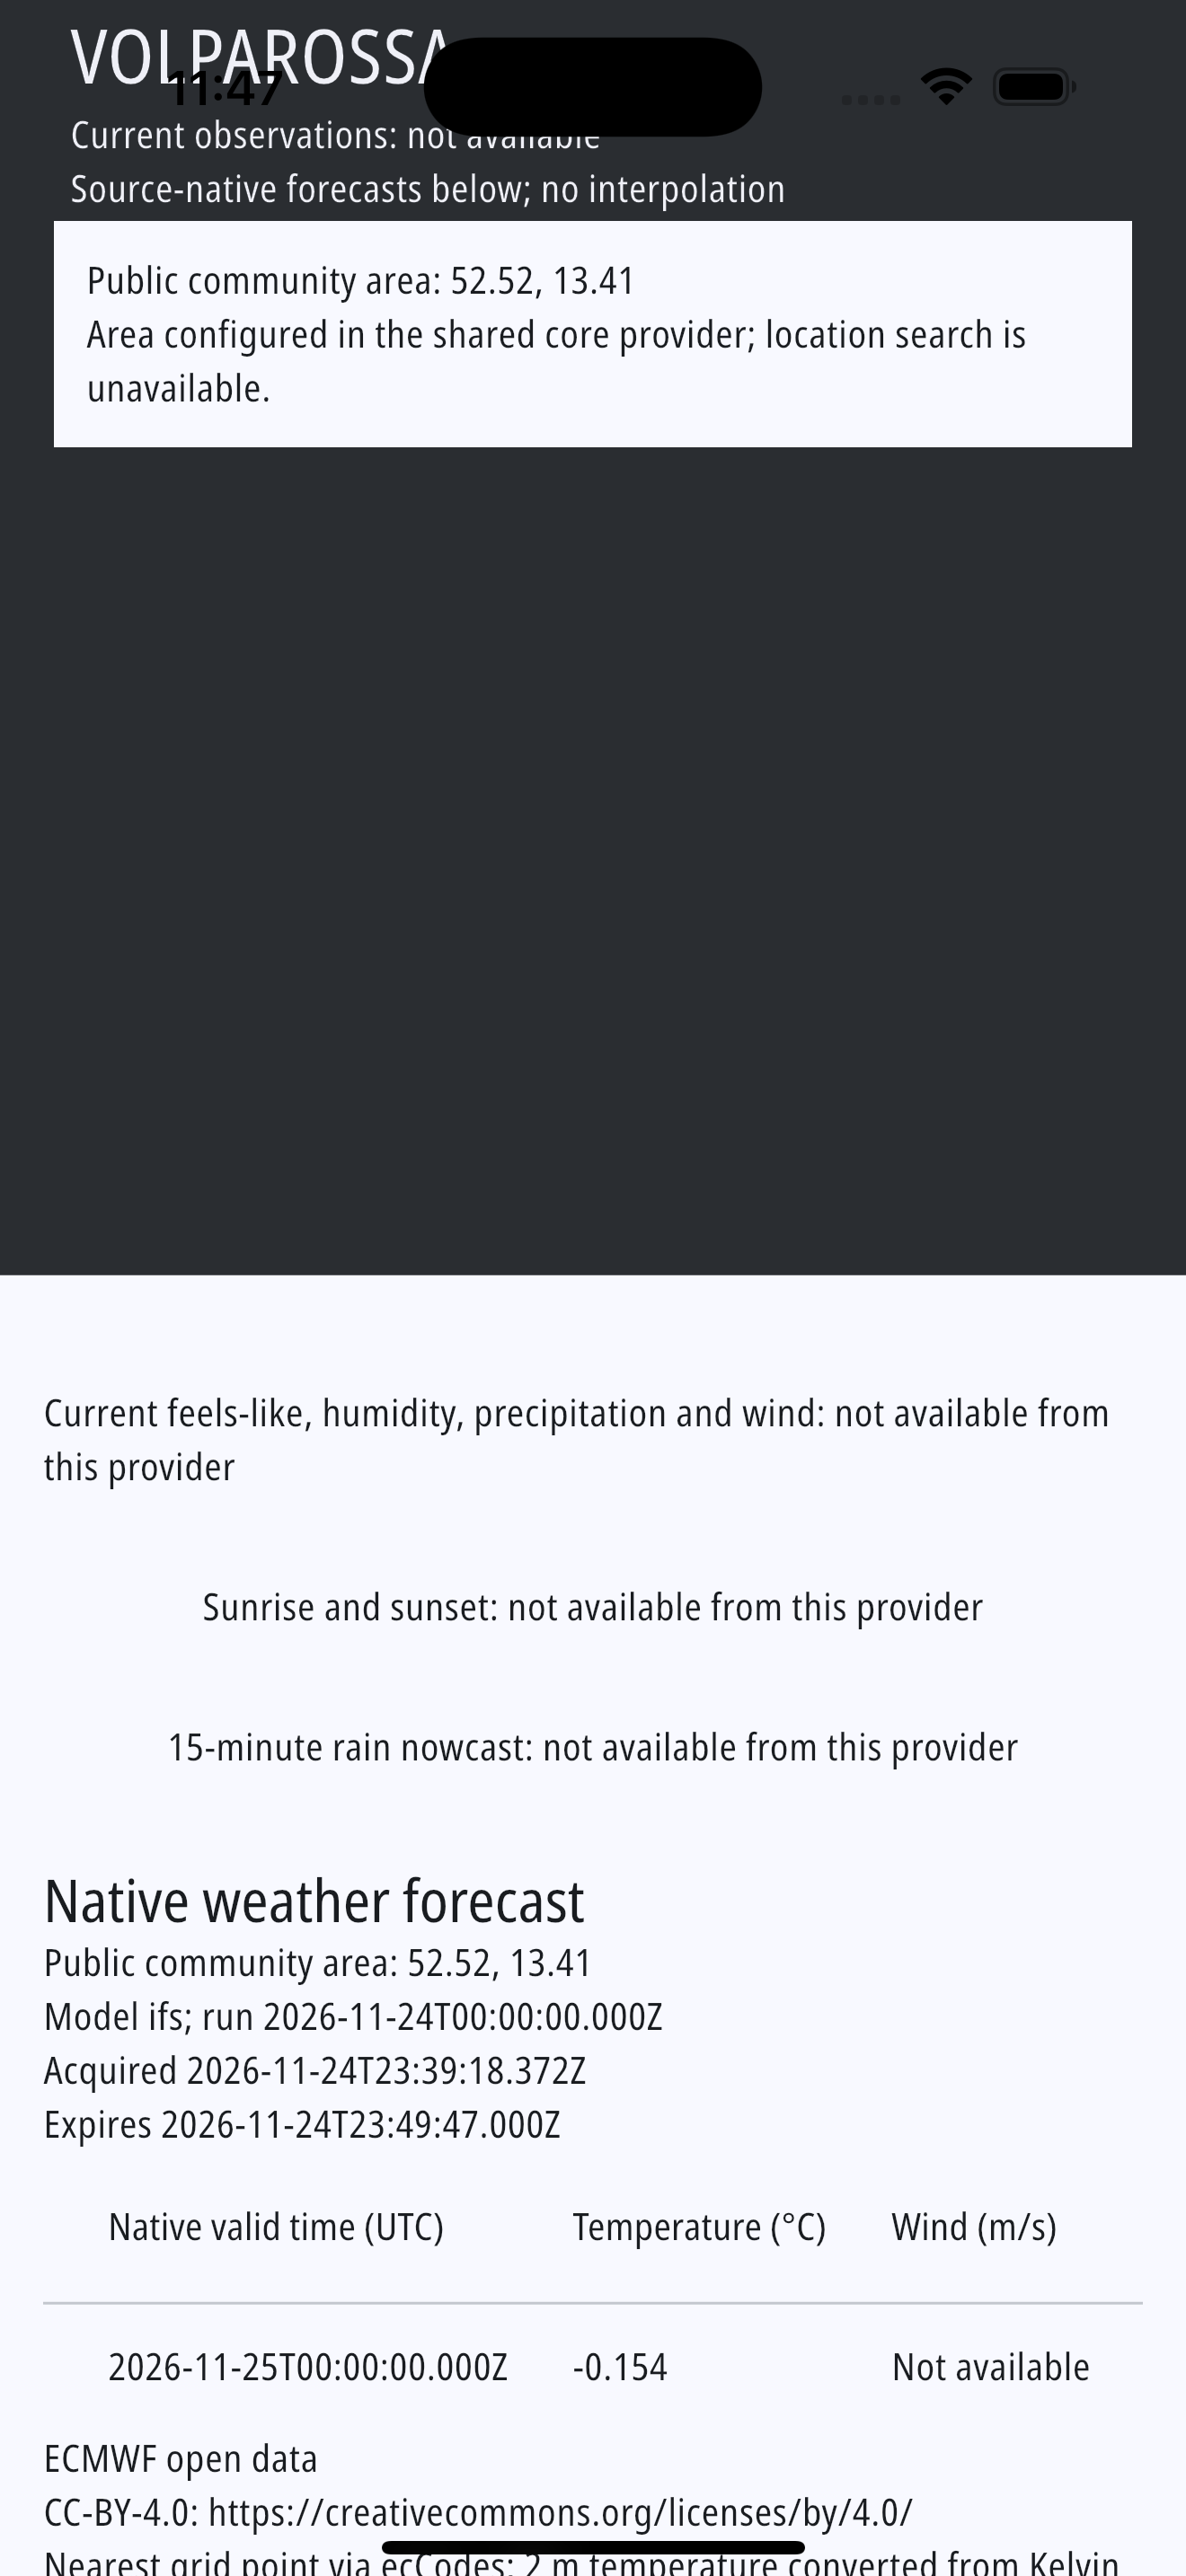 VOLPAROSSA
11:47
Current observations: not available
Source-native forecasts below; no interpolation
Public community area: 52.52, 13.41
Area configured in the shared core provider; location search is
unavailable.
Current feels-like, humidity, precipitation and wind: not available from
this provider
Sunrise and sunset: not available from this provider
15-minute rain nowcast: not available from this provider
Native weather forecast
Public community area: 52.52, 13.41
Model ifs; run 2026-11-24T00:00:00.000Z
Acquired 2026-11-24T23:39:18.372Z
Expires 2026-11-24T23:49:47.000Z
Native valid time (UTC) Temperature (°C) Wind (m/s)
2026-11-25T00:00:00.000Z -0.154 Not available
ECMWF open data
CC-BY-4.0: https://creativecommons.org/licenses/by/4.0/
Nearest grid point via ecCodes; 2 m temperature converted from Kelvin